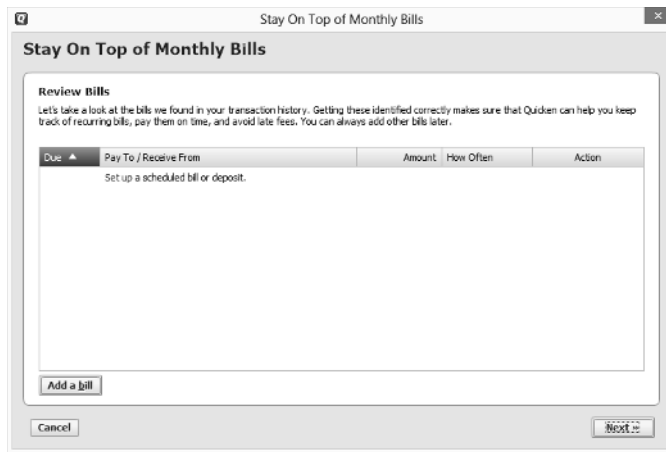 Stay On Top of Monthly Bills
Stay On Top of Monthly Bills
Review Bills
Let's take a look at the bills we found in your transaction history. Getting these identified correctly makes sure that Quicken can help you keep
track of recurring bills, pay them on time, and avoid late fees. You can always add other bills later.
Due Pay To / Receive From Amount How Often Action
Set up a scheduled bill or deposit.
Add a bill
Cancel Next